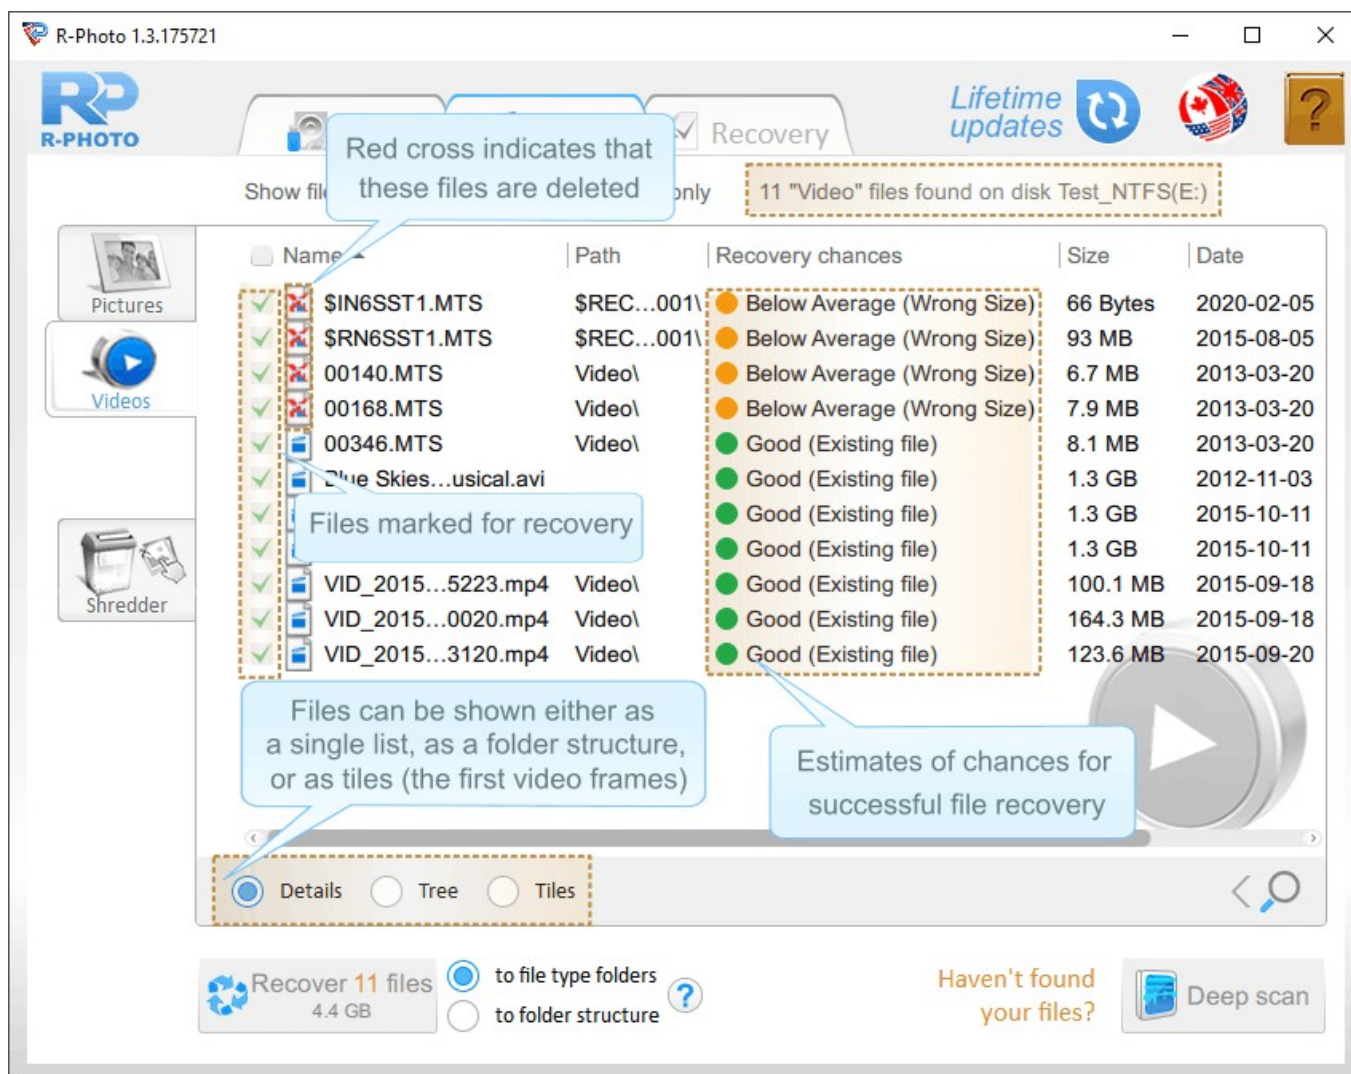 R-Photo 1.3.175721
R-PHOTO
Recovery
Lifetime
updates
Red cross indicates that
these files are deleted
Show
only
11 "Video" files found on disk Test_NTFS(E:)
Pictures
Videos
Shredder
Name Path Recovery chances Size Date
$IN6SST1.MTS $REC...001\ Below Average (Wrong Size) 66 Bytes 2020-02-05
$RN6SST1.MTS $REC...001\ Below Average (Wrong Size) 93 MB 2015-08-05
00140.MTS Video\ Below Average (Wrong Size) 6.7 MB 2013-03-20
00168.MTS Video\ Below Average (Wrong Size) 7.9 MB 2013-03-20
00346.MTS Video\ Good (Existing file) 8.1 MB 2013-03-20
Blue Skies...usical.avi Good (Existing file) 1.3 GB 2012-11-03
Good (Existing file) 1.3 GB 2015-10-11
Good (Existing file) 1.3 GB 2015-10-11
VID_2015...5223.mp4 Video\ Good (Existing file) 100.1 MB 2015-09-18
VID_2015...0020.mp4 Video\ Good (Existing file) 164.3 MB 2015-09-18
VID_2015...3120.mp4 Video\ Good (Existing file) 123.6 MB 2015-09-20
Files marked for recovery
Files can be shown either as
a single list, as a folder structure,
or as tiles (the first video frames)
Estimates of chances for
successful file recovery
Details Tree Tiles
Recover 11 files
4.4 GB
to file type folders
to folder structure
?
Haven't found
your files?
Deep scan